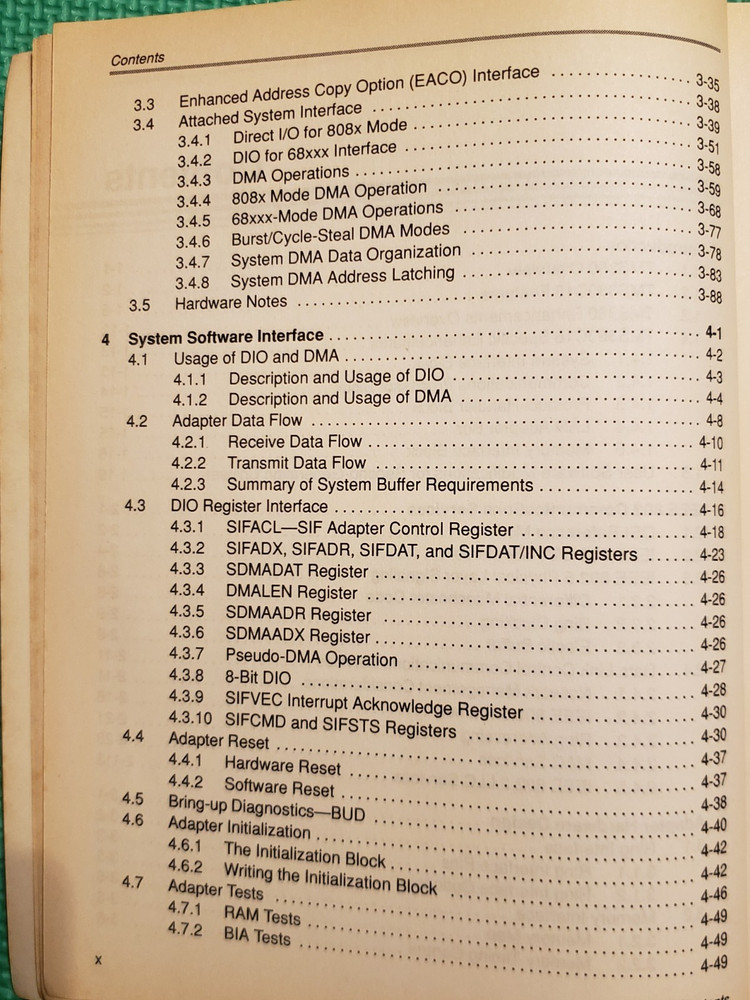 Contents
3.3 Enhanced Address Copy Option (EACO) Interface ..... 3-35
3.4 Attached System Interface ..... 3-38
3.4.1 Direct I/O for 808x Mode ..... 3-39
3.4.2 DIO for 68xxx Interface ..... 3-51
3.4.3 DMA Operations ..... 3-58
3.4.4 808x Mode DMA Operation ..... 3-59
3.4.5 68xxx-Mode DMA Operations ..... 3-68
3.4.6 Burst/Cycle-Steal DMA Modes ..... 3-77
3.4.7 System DMA Data Organization ..... 3-78
3.4.8 System DMA Address Latching ..... 3-83
3.5 Hardware Notes ..... 3-88
4 System Software Interface ..... 4-1
4.1 Usage of DIO and DMA ..... 4-2
4.1.1 Description and Usage of DIO ..... 4-3
4.1.2 Description and Usage of DMA ..... 4-4
4.2 Adapter Data Flow ..... 4-8
4.2.1 Receive Data Flow ..... 4-10
4.2.2 Transmit Data Flow ..... 4-11
4.2.3 Summary of System Buffer Requirements ..... 4-14
4.3 DIO Register Interface ..... 4-16
4.3.1 SIFACL—SIF Adapter Control Register ..... 4-18
4.3.2 SIFADX, SIFADR, SIFDAT, and SIFDAT/INC Registers ..... 4-23
4.3.3 SDMADAT Register ..... 4-26
4.3.4 DMALEN Register ..... 4-26
4.3.5 SDMAADR Register ..... 4-26
4.3.6 SDMAADX Register ..... 4-26
4.3.7 Pseudo-DMA Operation ..... 4-27
4.3.8 8-Bit DIO ..... 4-28
4.3.9 SIFVEC Interrupt Acknowledge Register ..... 4-30
4.3.10 SIFCMD and SIFSTS Registers ..... 4-30
4.4 Adapter Reset ..... 4-37
4.4.1 Hardware Reset ..... 4-37
4.4.2 Software Reset ..... 4-38
4.5 Bring-up Diagnostics—BUD ..... 4-40
4.6 Adapter Initialization ..... 4-42
4.6.1 The Initialization Block ..... 4-42
4.6.2 Writing the Initialization Block ..... 4-46
4.7 Adapter Tests ..... 4-49
4.7.1 RAM Tests ..... 4-49
4.7.2 BIA Tests ..... 4-49
x